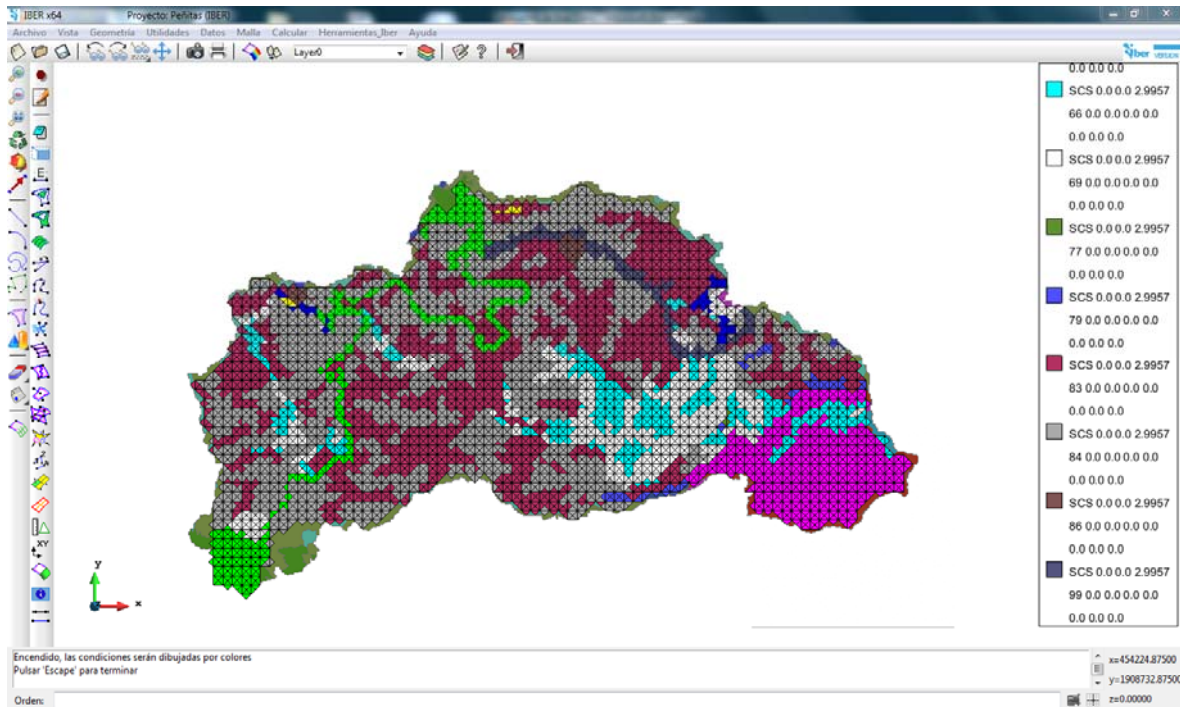 IBER x64 Proyecto: Peñitas (IBER)
Archivo Vista Geometría Utilidades Datos Malla Calcular Herramientas_Iber Ayuda
Layer0
Iber VERSION
0.0 0.0 0.0
SCS 0.0 0.0 2.9957
66 0.0 0.0 0.0 0.0
0.0 0.0 0.0
SCS 0.0 0.0 2.9957
69 0.0 0.0 0.0 0.0
0.0 0.0 0.0
SCS 0.0 0.0 2.9957
77 0.0 0.0 0.0 0.0
0.0 0.0 0.0
SCS 0.0 0.0 2.9957
79 0.0 0.0 0.0 0.0
0.0 0.0 0.0
SCS 0.0 0.0 2.9957
83 0.0 0.0 0.0 0.0
0.0 0.0 0.0
SCS 0.0 0.0 2.9957
84 0.0 0.0 0.0 0.0
0.0 0.0 0.0
SCS 0.0 0.0 2.9957
86 0.0 0.0 0.0 0.0
0.0 0.0 0.0
SCS 0.0 0.0 2.9957
99 0.0 0.0 0.0 0.0
0.0 0.0 0.0
y
x
Encendido, las condiciones serán dibujadas por colores
Pulsar 'Escape' para terminar
Orden:
x=454224.87500
y=1908732.87500
z=0.00000